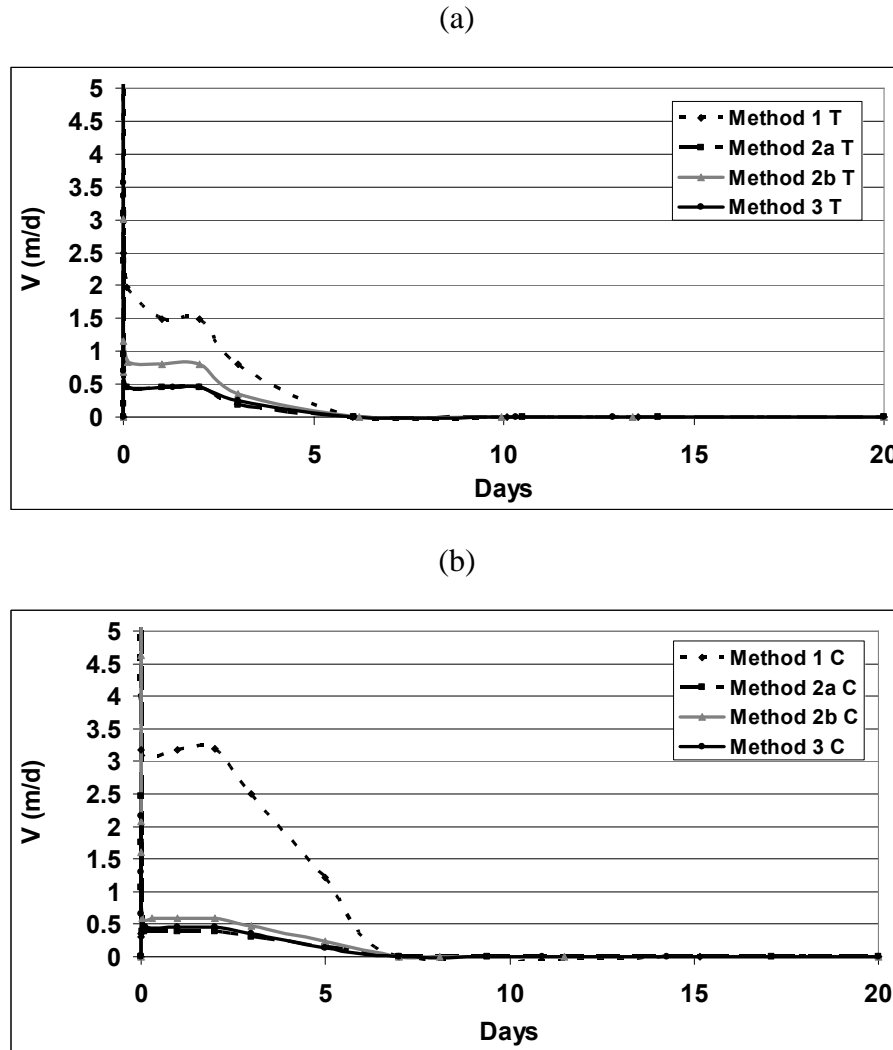 (a)
5
4.5
4
3.5
3
2.5
2
1.5
1
0.5
0
V (m/d)
Method 1 T
Method 2a T
Method 2b T
Method 3 T
0 5 10 15 20
Days
(b)
5
4.5
4
3.5
3
2.5
2
1.5
1
0.5
0
V (m/d)
Method 1 C
Method 2a C
Method 2b C
Method 3 C
0 5 10 15 20
Days